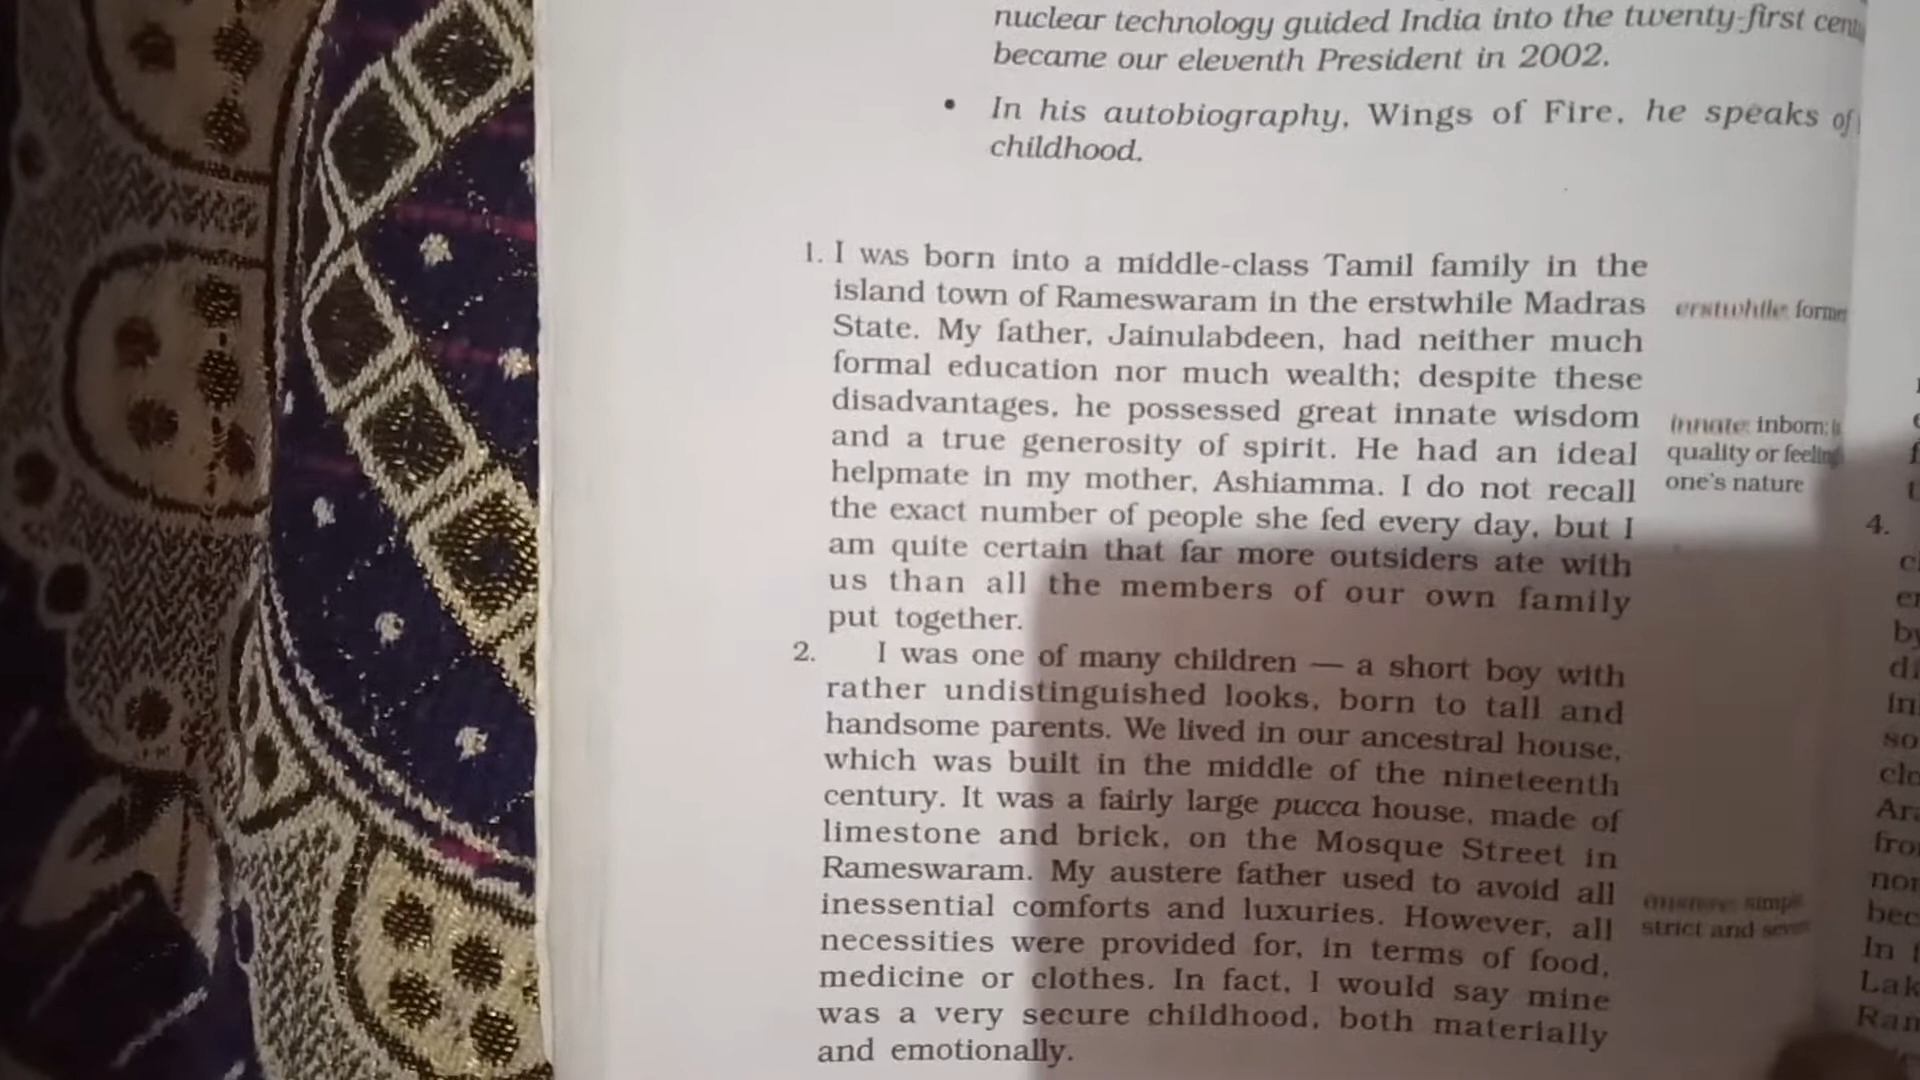 nuclear technology guided India into the twenty-first
became our eleventh President in 2002.
• In his autobiography, Wings of Fire, he speaks of
childhood.
1. I WAS born into a middle-class Tamil family in the
island town of Rameswaram in the erstwhile Madras
State. My father, Jainulabdeen, had neither much
formal education nor much wealth; despite these
disadvantages, he possessed great innate wisdom
and a true generosity of spirit. He had an ideal
helpmate in my mother, Ashiamma. I do not recall
the exact number of people she fed every day, but I
am quite certain that far more outsiders ate with
us than all the members of our own family
put together.
2. I was one of many children — a short boy with
rather undistinguished looks, born to tall and
handsome parents. We lived in our ancestral house,
which was built in the middle of the nineteenth
century. It was a fairly large pucca house, made of
limestone and brick, on the Mosque Street in
Rameswaram. My austere father used to avoid all
inessential comforts and luxuries. However, all
necessities were provided for, in terms of food,
medicine or clothes. In fact, I would say mine
was a very secure childhood, both materially
and emotionally.
erstwhile: former
innate: inborn;
quality or feeling
one's nature
austere:
strict and
4.